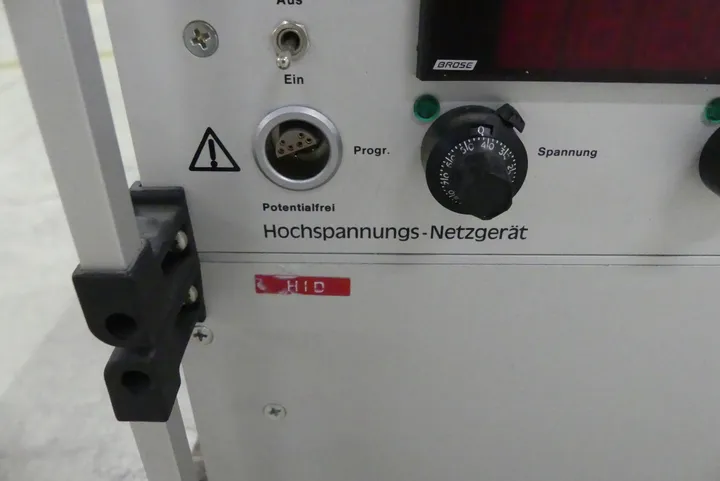 Aus
Ein
BROSE
Progr.
Spannung
Potentialfrei
Hochspannungs-Netzgerät
HID